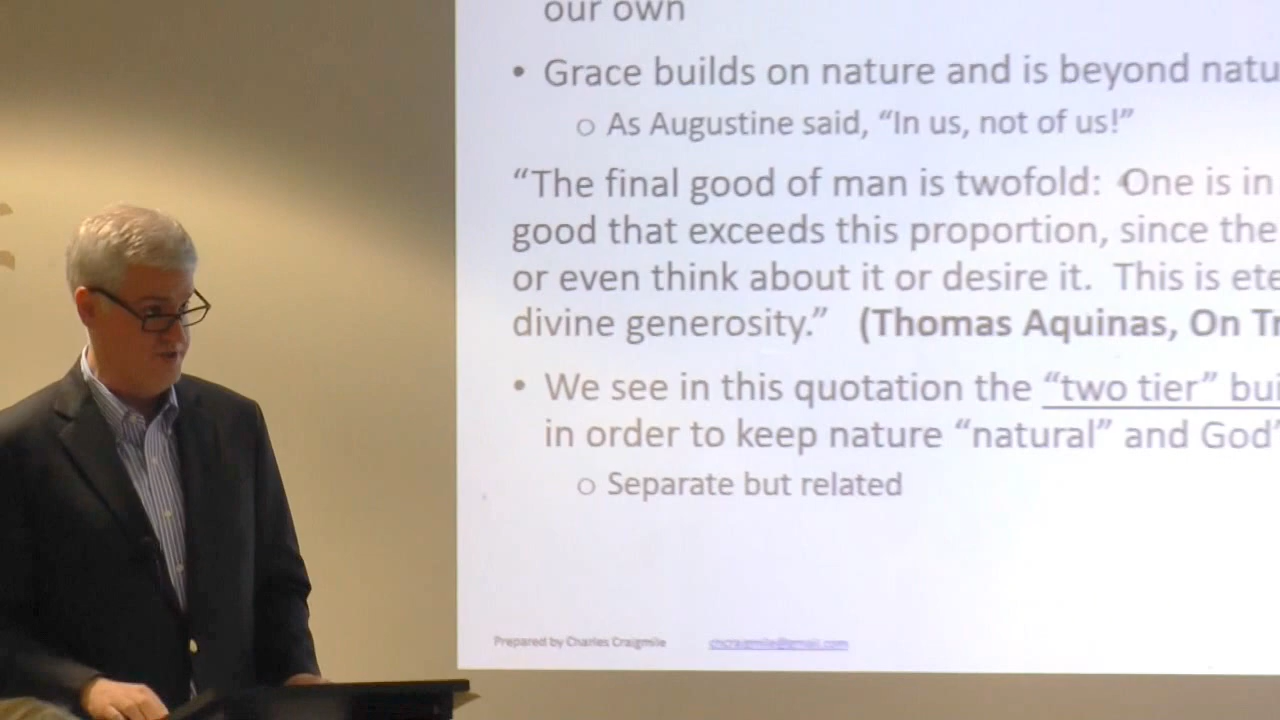 our own
• Grace builds on nature and is beyond natu
o As Augustine said, “In us, not of us!”
“The final good of man is twofold: One is in
good that exceeds this proportion, since the
or even think about it or desire it. This is ete
divine generosity.” (Thomas Aquinas, On Tr
• We see in this quotation the “two tier” bui
in order to keep nature “natural” and God’
o Separate but related
Prepared by Charles Craigmile